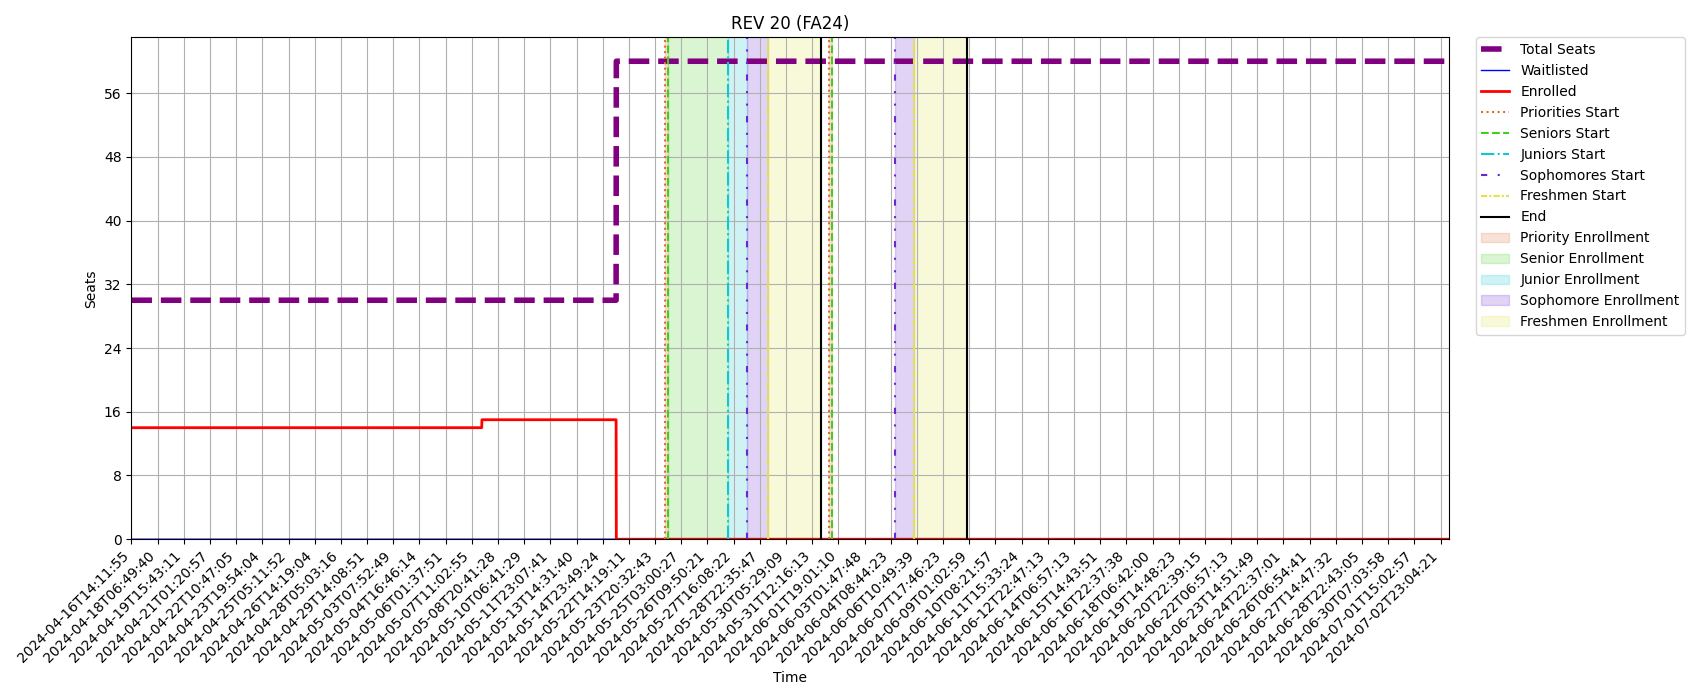 REV 20 (FA24)
Total Seats
Waitlisted
Enrolled
Priorities Start
Seniors Start
Juniors Start
Sophomores Start
Freshmen Start
End
Priority Enrollment
Senior Enrollment
Junior Enrollment
Sophomore Enrollment
Freshmen Enrollment
Seats
56
48
40
32
24
16
8
0
2024-04-16T14:11:55
2024-04-18T06:49:40
2024-04-19T15:43:11
2024-04-21T01:20:57
2024-04-22T10:47:05
2024-04-23T19:54:04
2024-04-25T05:11:52
2024-04-26T14:19:04
2024-04-28T05:03:16
2024-04-29T14:08:51
2024-05-03T07:52:49
2024-05-04T16:46:14
2024-05-06T01:37:51
2024-05-07T11:02:55
2024-05-08T20:41:28
2024-05-10T06:41:29
2024-05-11T23:07:41
2024-05-13T14:31:40
2024-05-14T23:49:24
2024-05-22T14:19:11
2024-05-23T20:32:43
2024-05-25T03:00:27
2024-05-26T09:50:21
2024-05-27T16:08:22
2024-05-28T22:35:47
2024-05-30T05:29:09
2024-05-31T12:16:13
2024-06-01T19:01:10
2024-06-03T01:47:48
2024-06-04T08:44:23
2024-06-06T10:49:39
2024-06-07T17:46:23
2024-06-09T01:02:59
2024-06-10T08:21:57
2024-06-11T15:33:24
2024-06-12T22:47:13
2024-06-14T06:57:13
2024-06-15T14:43:51
2024-06-16T22:37:38
2024-06-18T06:42:00
2024-06-19T14:48:23
2024-06-20T22:39:15
2024-06-22T06:57:13
2024-06-23T14:51:49
2024-06-24T22:37:01
2024-06-26T06:54:41
2024-06-27T14:47:32
2024-06-28T22:43:05
2024-06-30T07:03:58
2024-07-01T15:02:57
2024-07-02T23:04:21
Time